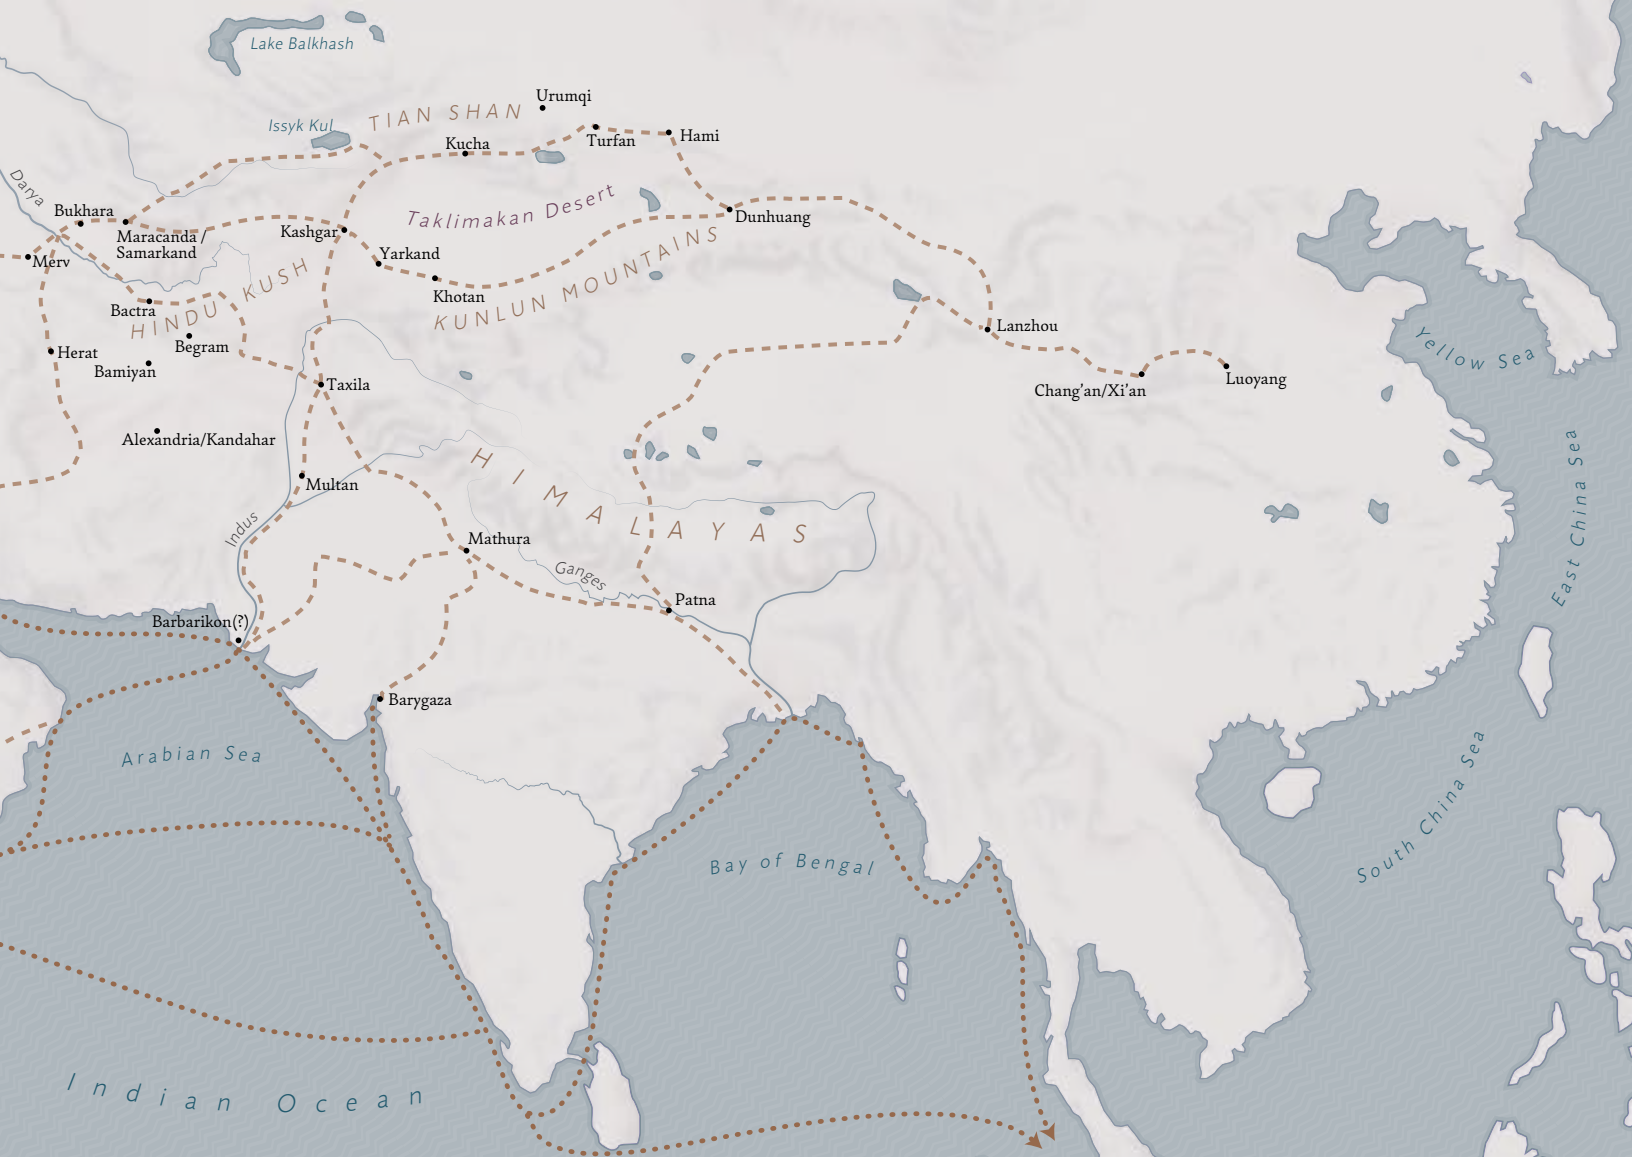 Lake Balkhash
Urumqi
TIAN SHAN
Issyk Kul
Turfan
Hami
Kucha
Darya
Taklimakan Desert
Bukhara
Maracanda /
Samarkand
Kashgar
Dunhuang
Merv
Yarkand
Khotan
KUNLUN MOUNTAINS
HINDU KUSH
Bactra
Begram
Herat
Bamiyan
Taxila
Lanzhou
Chang’an/Xi’an
Luoyang
Yellow Sea
Alexandria/Kandahar
Multan
HIMALAYAS
Indus
Mathura
Ganges
East China Sea
Patna
Barbarikon(?)
Barygaza
Arabian Sea
South China Sea
Bay of Bengal
Indian Ocean